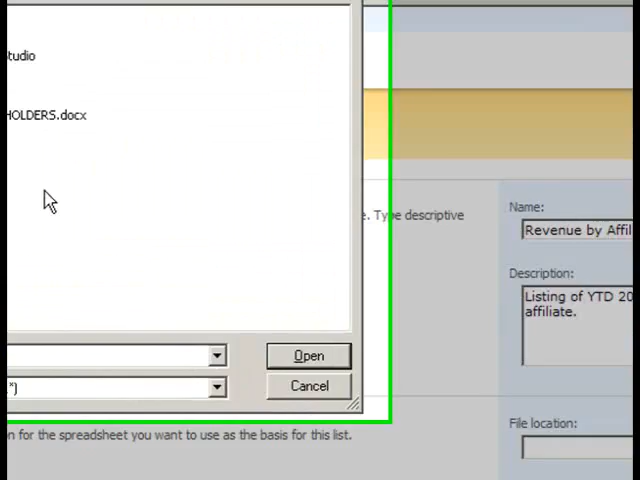 tudio
HOLDERS.docx
e. Type descriptive
Name:
Revenue by Affil
Description:
Listing of YTD 20
affiliate.
Open
Cancel
*)
on for the spreadsheet you want to use as the basis for this list.
File location: